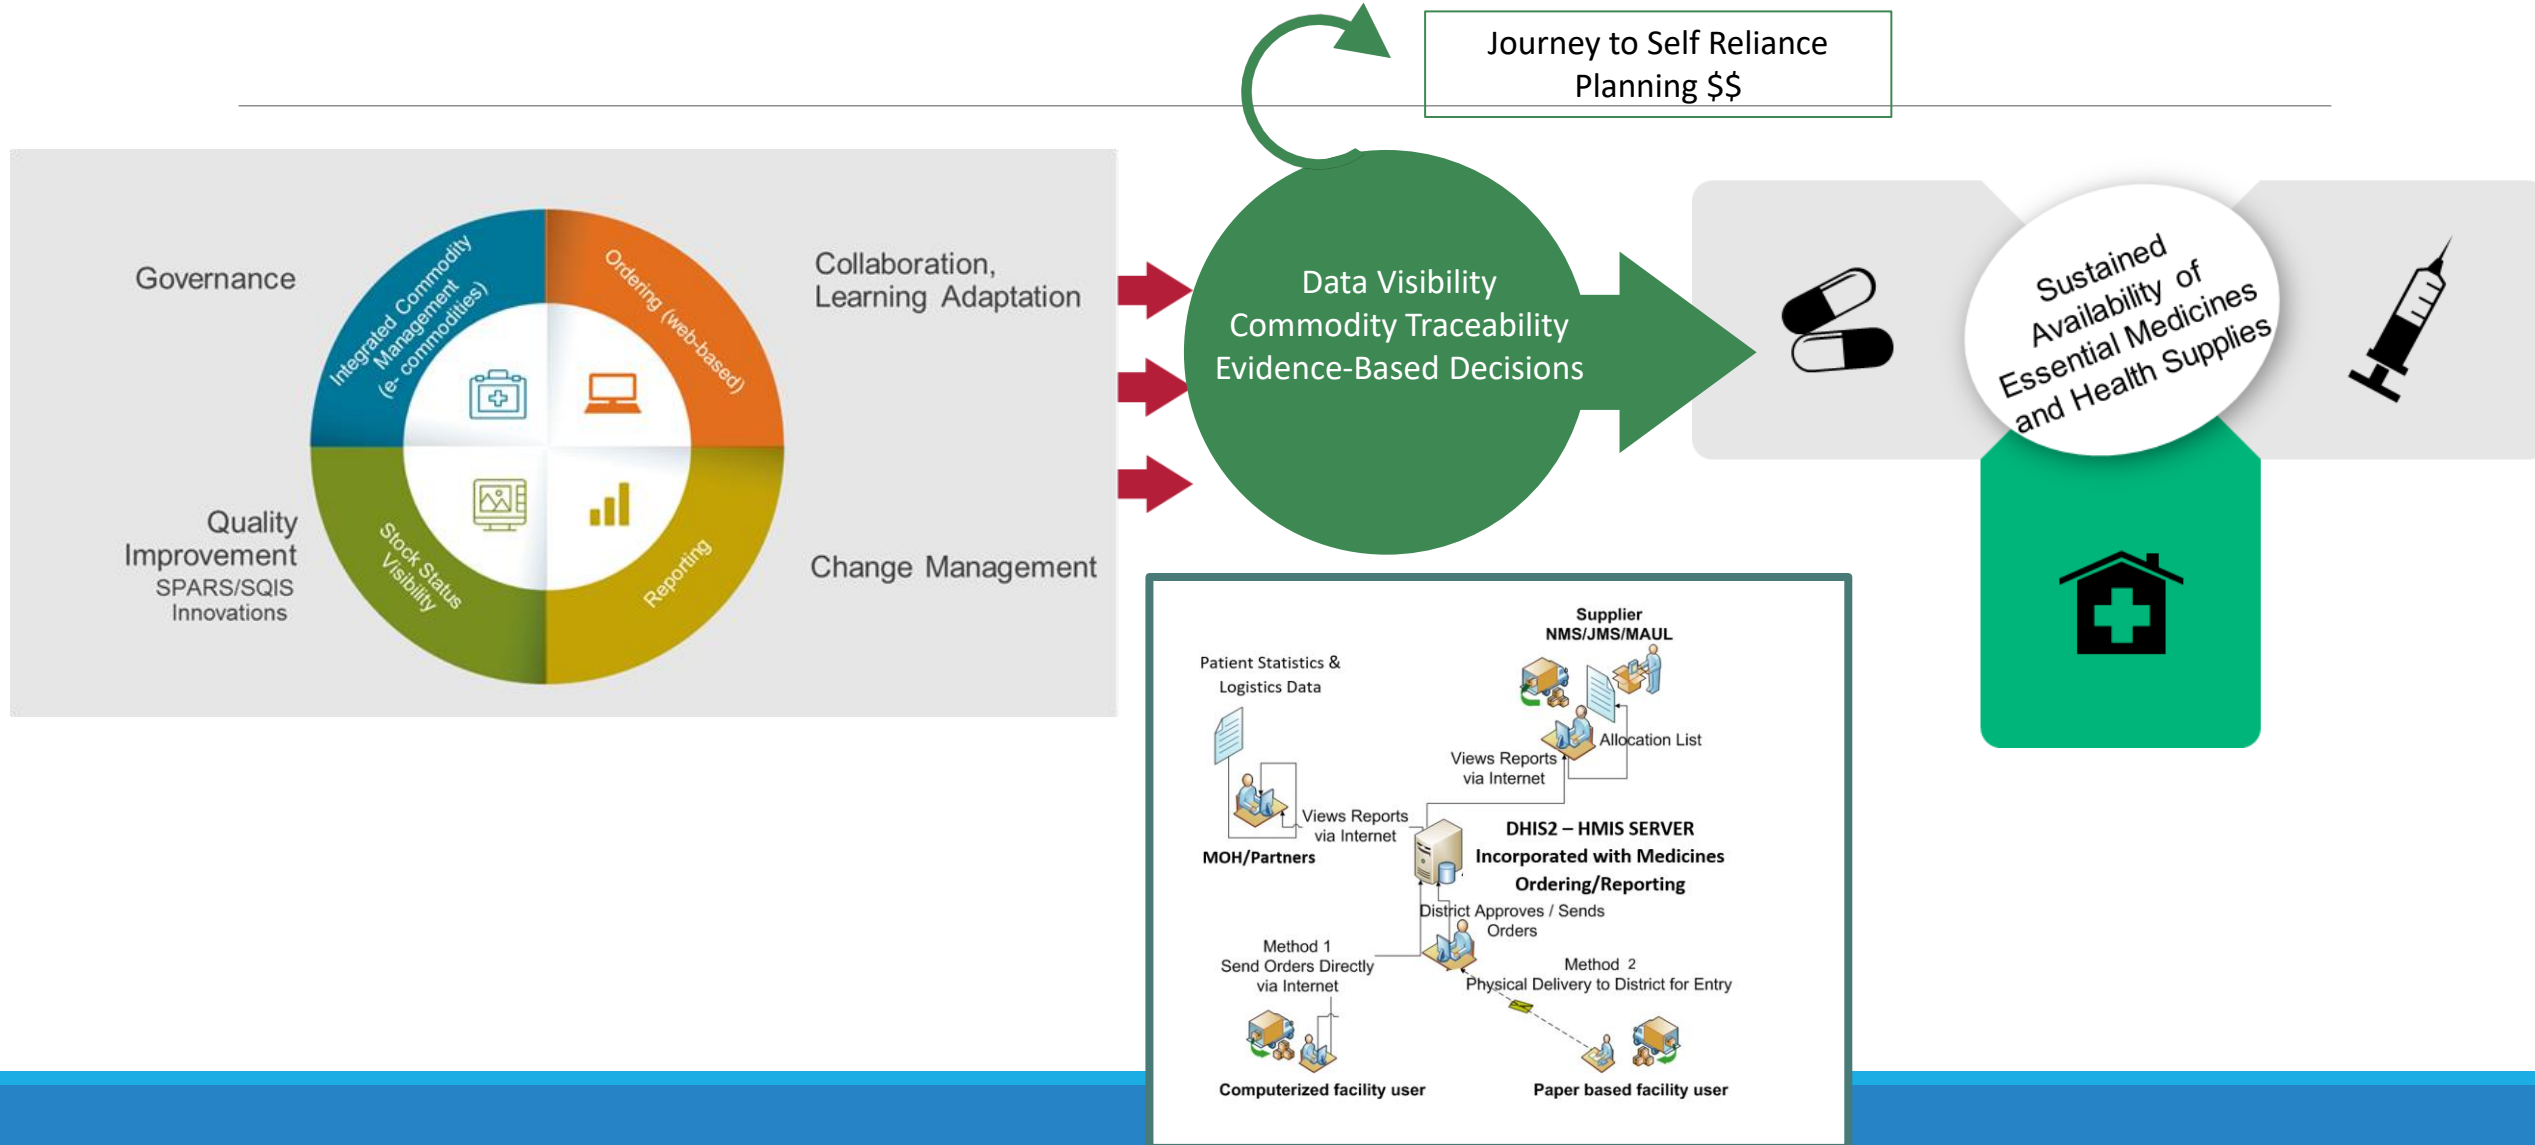 Journey to Self Reliance
Planning $$
Governance
Quality
Improvement
SPARS/SQIS
Innovations
Integrated Commodity
Management
(e- commodities)
Ordering (web-based)
Stock Status
Visibility
Reporting
Collaboration,
Learning Adaptation
Change Management
Data Visibility
Commodity Traceability
Evidence-Based Decisions
Sustained
Availability of
Essential Medicines
and Health Supplies
Supplier
NMS/JMS/MAUL
Patient Statistics &
Logistics Data
Allocation List
Views Reports
via Internet
Views Reports
via Internet
MOH/Partners
DHIS2 – HMIS SERVER
Incorporated with Medicines
Ordering/Reporting
District Approves / Sends
Orders
Method 1
Send Orders Directly
via Internet
Method 2
Physical Delivery to District for Entry
Computerized facility user
Paper based facility user